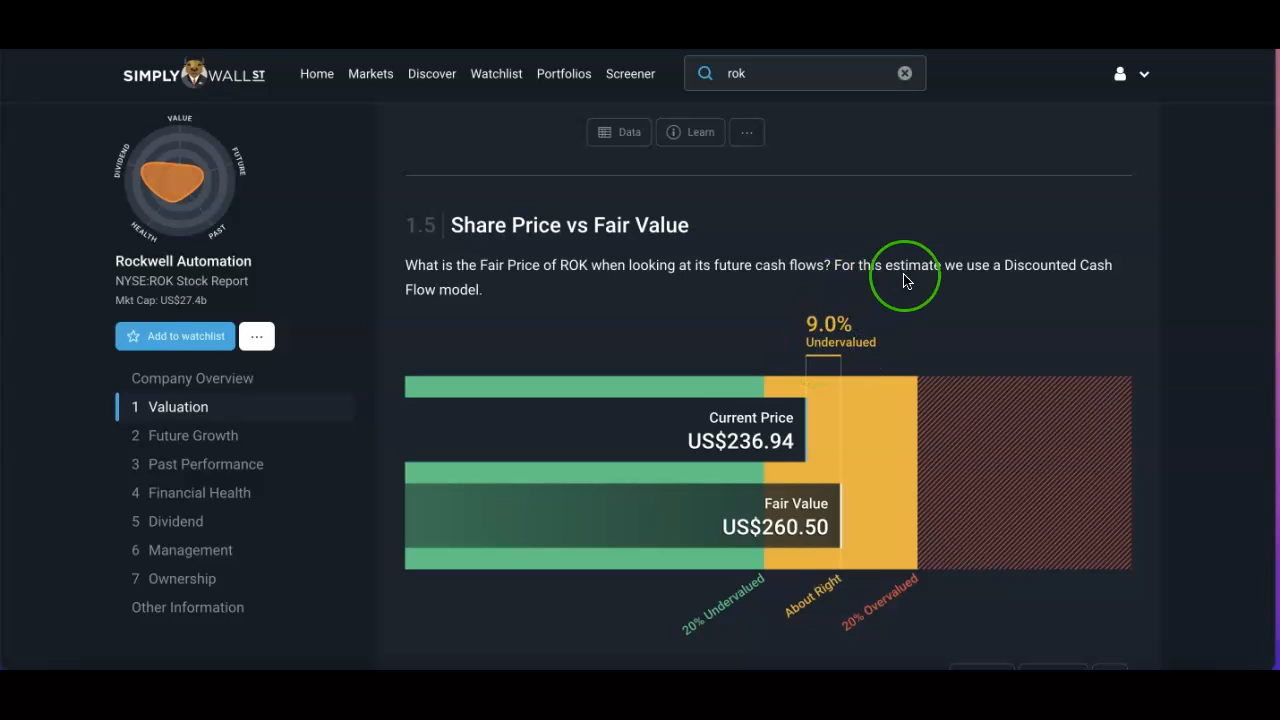 SIMPLY WALL ST
Home Markets Discover Watchlist Portfolios Screener
rok
VALUE
FUTURE
PAST
HEALTH
DIVIDEND
Rockwell Automation
NYSE:ROK Stock Report
Mkt Cap: US$27.4b
Add to watchlist
...
Company Overview
1 Valuation
2 Future Growth
3 Past Performance
4 Financial Health
5 Dividend
6 Management
7 Ownership
Other Information
Data Learn ...
1.5 Share Price vs Fair Value
What is the Fair Price of ROK when looking at its future cash flows? For this estimate we use a Discounted Cash
Flow model.
9.0%
Undervalued
Current Price
US$236.94
Fair Value
US$260.50
20% Undervalued
About Right
20% Overvalued